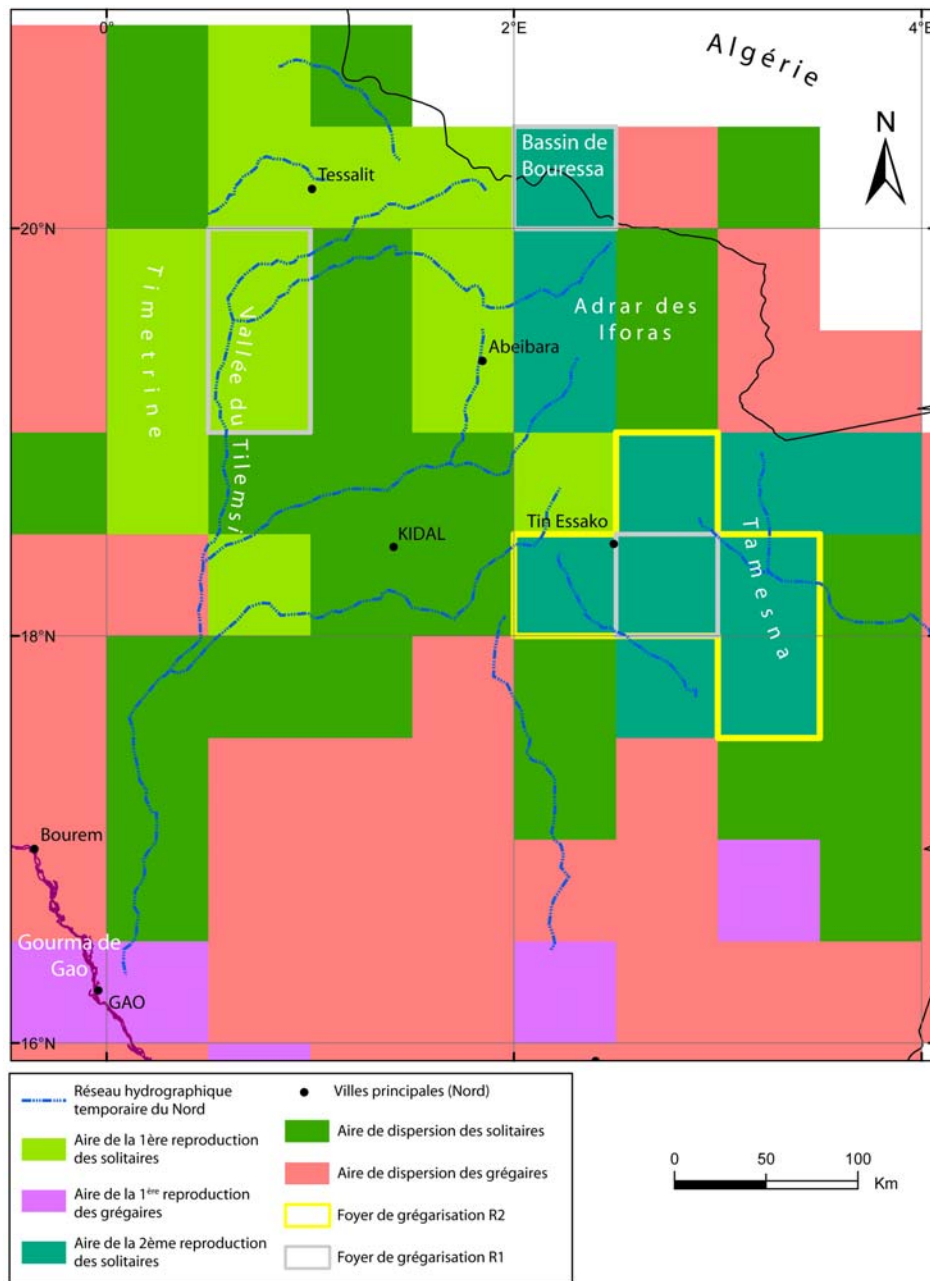 0°
2°E
4°E
Algérie
N
Bassin de
Bouressa
Tessalit
20°N
Timetrine
Vallée du Tilemsi
Adrar des
Iforas
Abeibara
Tin Essako
KIDAL
Tamesna
18°N
Bourem
Gourma de
Gao
GAO
16°N
Réseau hydrographique
temporaire du Nord
Aire de la 1ère reproduction
des solitaires
Aire de la 1ère reproduction
des grégaires
Aire de la 2ème reproduction
des solitaires
Villes principales (Nord)
Aire de dispersion des solitaires
Aire de dispersion des grégaires
Foyer de grégarisation R2
Foyer de grégarisation R1
0 50 100
Km